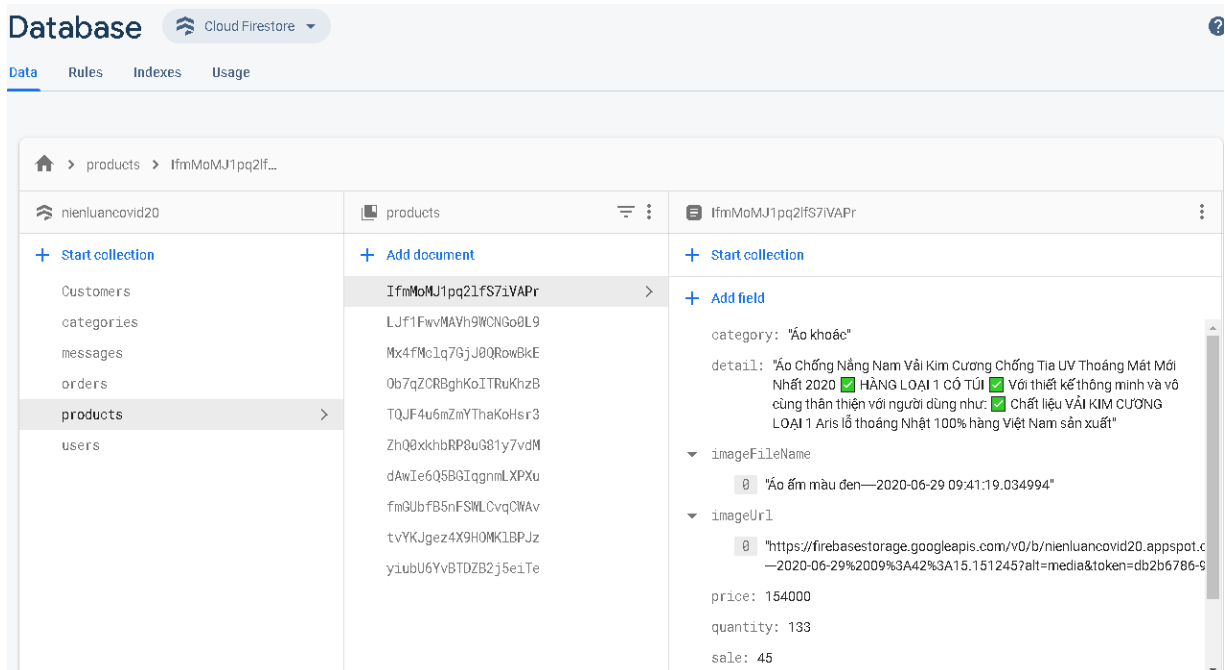 Database Cloud Firestore
Data Rules Indexes Usage
products IfmMoMJ1pq2lf...
nienluancovid20
Start collection
Customers
categories
messages
orders
products
users
products
Add document
IfmMoMJ1pq2lfS7iVAPr
LJf1FwvMAVh9WCNGo0L9
Mx4fMclq7GjJ0QRowBkE
Ob7qZCRBghKoITRuKhzB
TQJF4u6mZmYThaKoHsr3
ZhQ0xkhbRP8uG81y7vdM
dAwIe6Q5BGIqgnmLXPXu
fmGUbfB5nFSWLCvqCWAv
tvYKJgez4X9HOMKlBPJz
yiubU6YvBTDZB2j5eiTe
IfmMoMJ1pq2lfS7iVAPr
Start collection
Add field
category: "Áo khoác"
detail: "Áo Chống Nắng Nam Vải Kim Cương Chống Tia UV Thoáng Mát Mới
Nhất 2020 ✅ HÀNG LOẠI 1 CÓ TÚI ✅ Với thiết kế thông minh và vô
cùng thân thiện với người dùng như: ✅ Chất liệu VẢI KIM CƯƠNG
LOẠI 1 Aris lỗ thoáng Nhật 100% hàng Việt Nam sản xuất"
imageFileName
0 "Áo ấm màu đen—2020-06-29 09:41:19.034994"
imageUrl
0 "https://firebasestorage.googleapis.com/v0/b/nienluancovid20.appspot.c
—2020-06-29%2009%3A42%3A15.151245?alt=media&token=db2b6786-9
price: 154000
quantity: 133
sale: 45